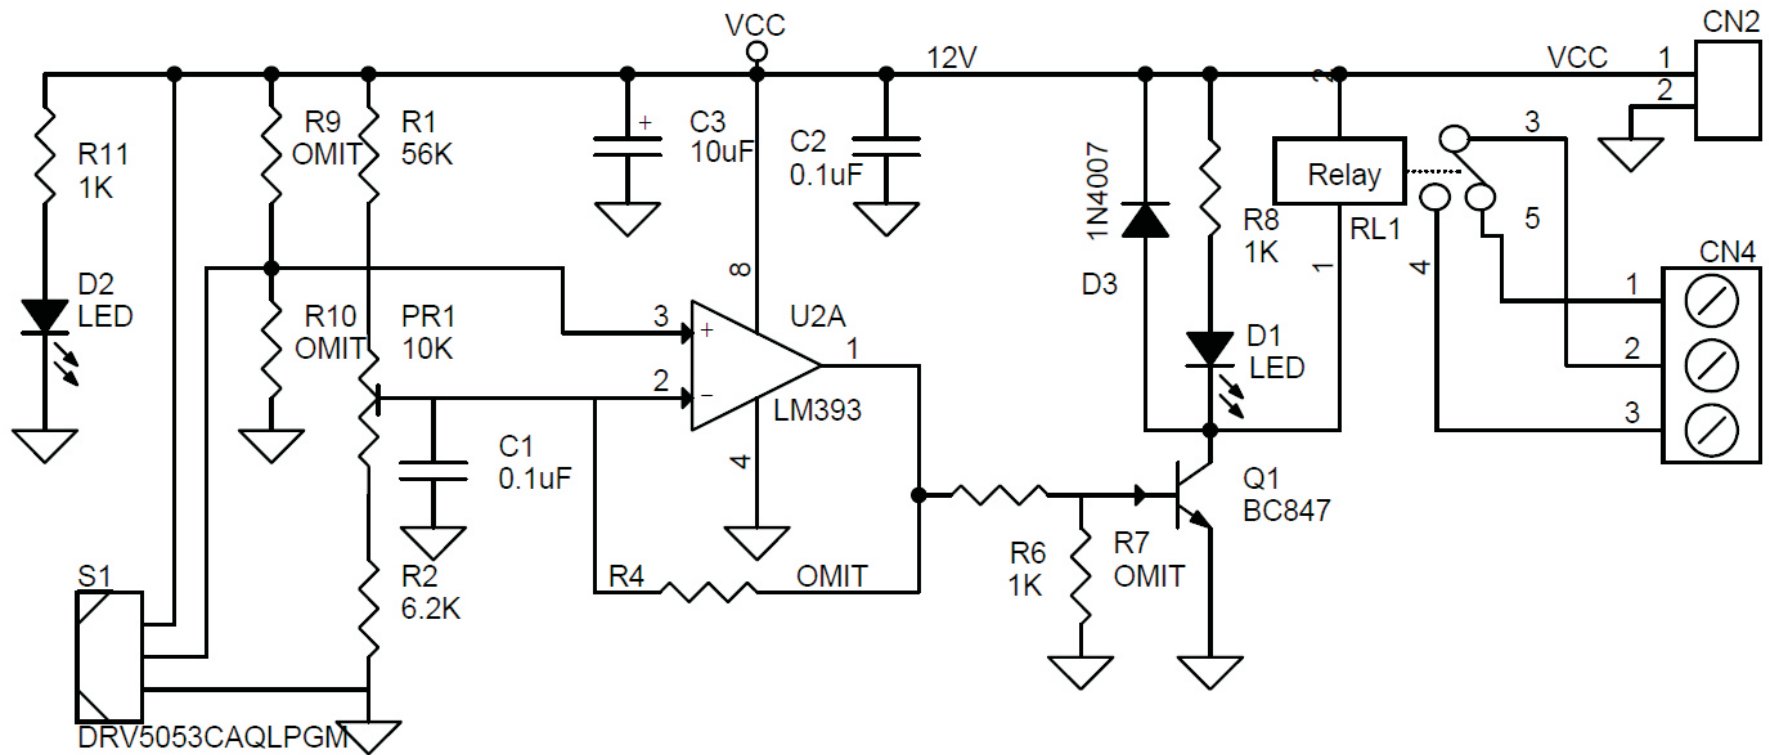 VCC
12V
VCC
1
2
CN2
R11
1K
R9
OMIT
R1
56K
+
C3
10uF
C2
0.1uF
1N4007
D3
R8
1K
2
Relay
RL1
1
3
5
4
CN4
1
2
3
D2
LED
R10
OMIT
PR1
10K
8
3
+
2
−
U2A
1
LM393
4
D1
LED
C1
0.1uF
Q1
BC847
R4
OMIT
R6
1K
R7
OMIT
R2
6.2K
S1
DRV5053CAQLPGM